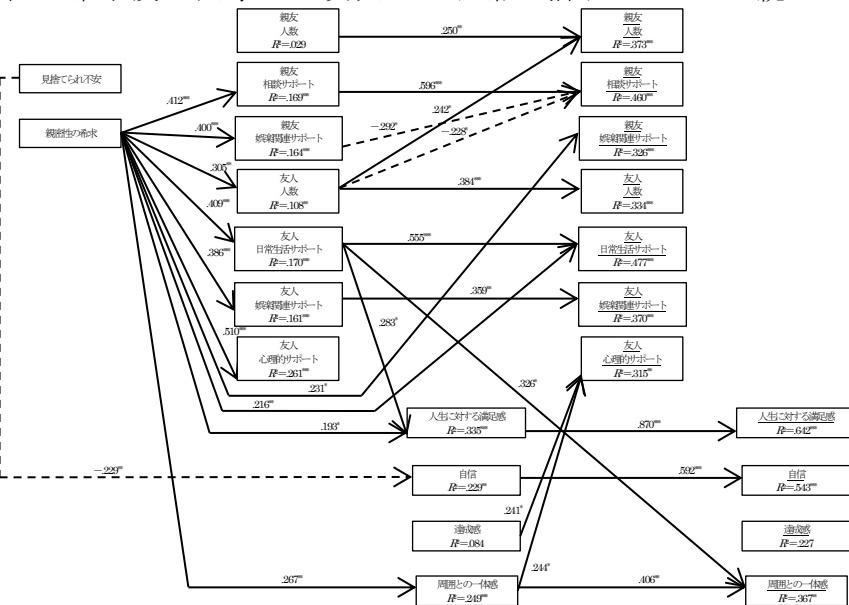 見捨てられ不安
親密性の希求
親友
人数
R²=.029
親友
相談サポート
R²=.169***
親友
娯楽関連サポート
R²=.164***
友人
人数
R²=.108**
友人
日常生活サポート
R²=.170***
友人
娯楽関連サポート
R²=.161***
友人
心理的サポート
R²=.261***
.412***
.400***
.305**
.409***
.386***
.510***
.250**
.596***
-.292*
.242*
-.228*
.384***
.555***
.359**
.283*
.326*
.231*
.216**
.193*
-.229**
.267**
.241*
.244*
.870***
.592***
.406**
親友
人数
R²=.373***
親友
相談サポート
R²=.460***
親友
娯楽関連サポート
R²=.326***
友人
人数
R²=.334***
友人
日常生活サポート
R²=.477***
友人
娯楽関連サポート
R²=.370***
友人
心理的サポート
R²=.315*
人生に対する満足感
R²=.335***
自信
R²=.229**
達成感
R²=.084
周囲との一体感
R²=.249***
人生に対する満足感
R²=.642***
自信
R²=.543***
達成感
R²=.227
周囲との一体感
R²=.367***